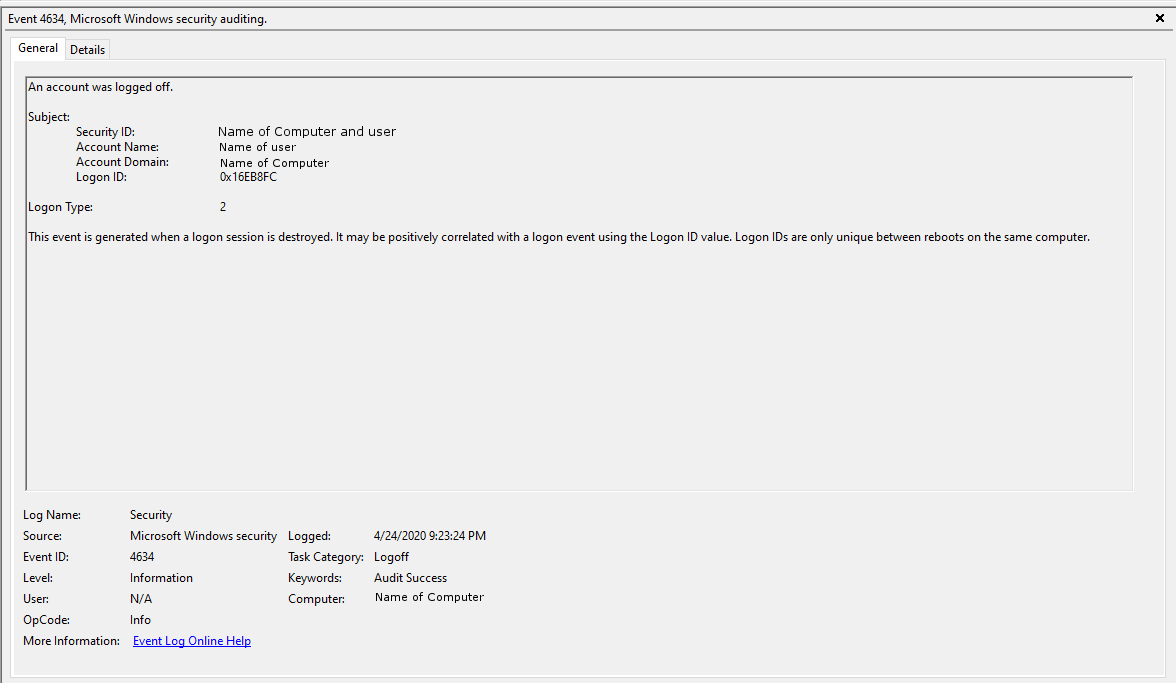 Event 4634, Microsoft Windows security auditing.
General Details
An account was logged off.
Subject:
Security ID: Name of Computer and user
Account Name: Name of user
Account Domain: Name of Computer
Logon ID: 0x16EB8FC
Logon Type: 2
This event is generated when a logon session is destroyed. It may be positively correlated with a logon event using the Logon ID value. Logon IDs are only unique between reboots on the same computer.
Log Name: Security
Source: Microsoft Windows security Logged: 4/24/2020 9:23:24 PM
Event ID: 4634 Task Category: Logoff
Level: Information Keywords: Audit Success
User: N/A Computer: Name of Computer
OpCode: Info
More Information: Event Log Online Help